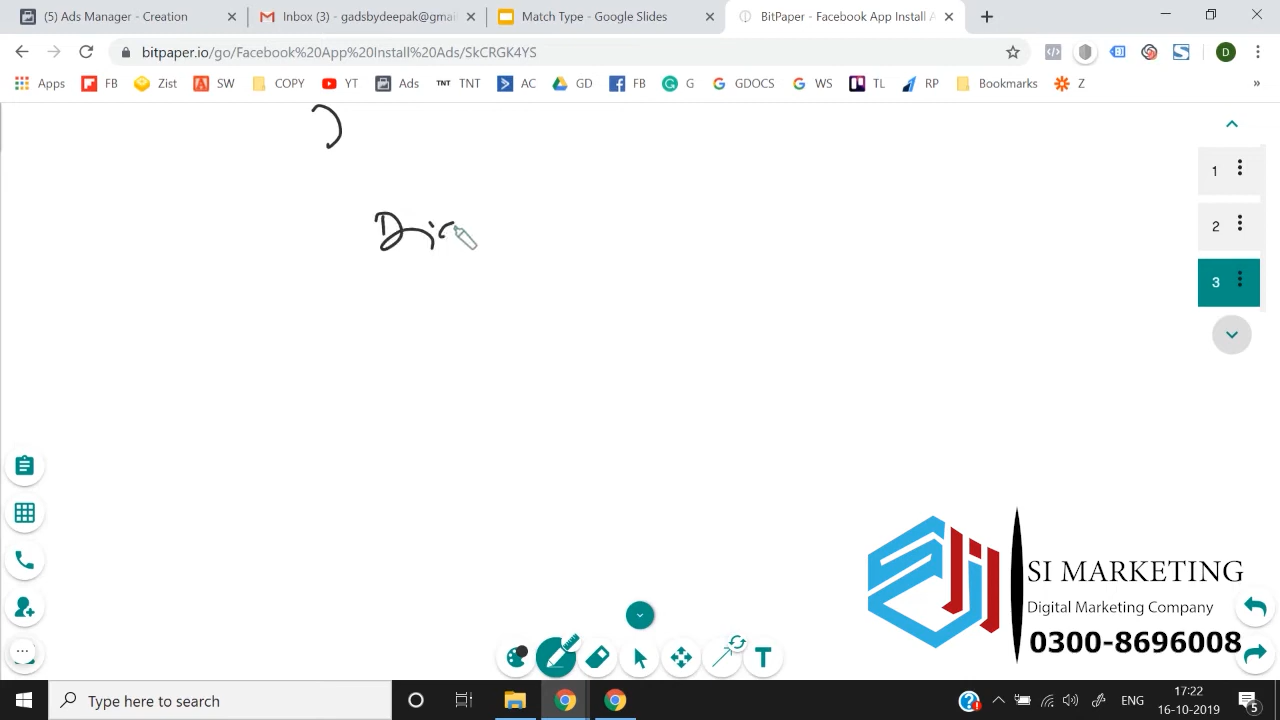 (5) Ads Manager - Creation
Inbox (3) - gadsbydeepak@gmail
Match Type - Google Slides
BitPaper - Facebook App Install A
bitpaper.io/go/Facebook%20App%20Install%20Ads/SkCRGK4YS
D
Apps FB Zist SW COPY YT Ads TNT TNT AC GD FB G GDOCS WS TL RP Bookmarks Z »
1
2
3
SI MARKETING
Digital Marketing Company
0300-8696008
T
Type here to search
ENG
17:22
16-10-2019
5